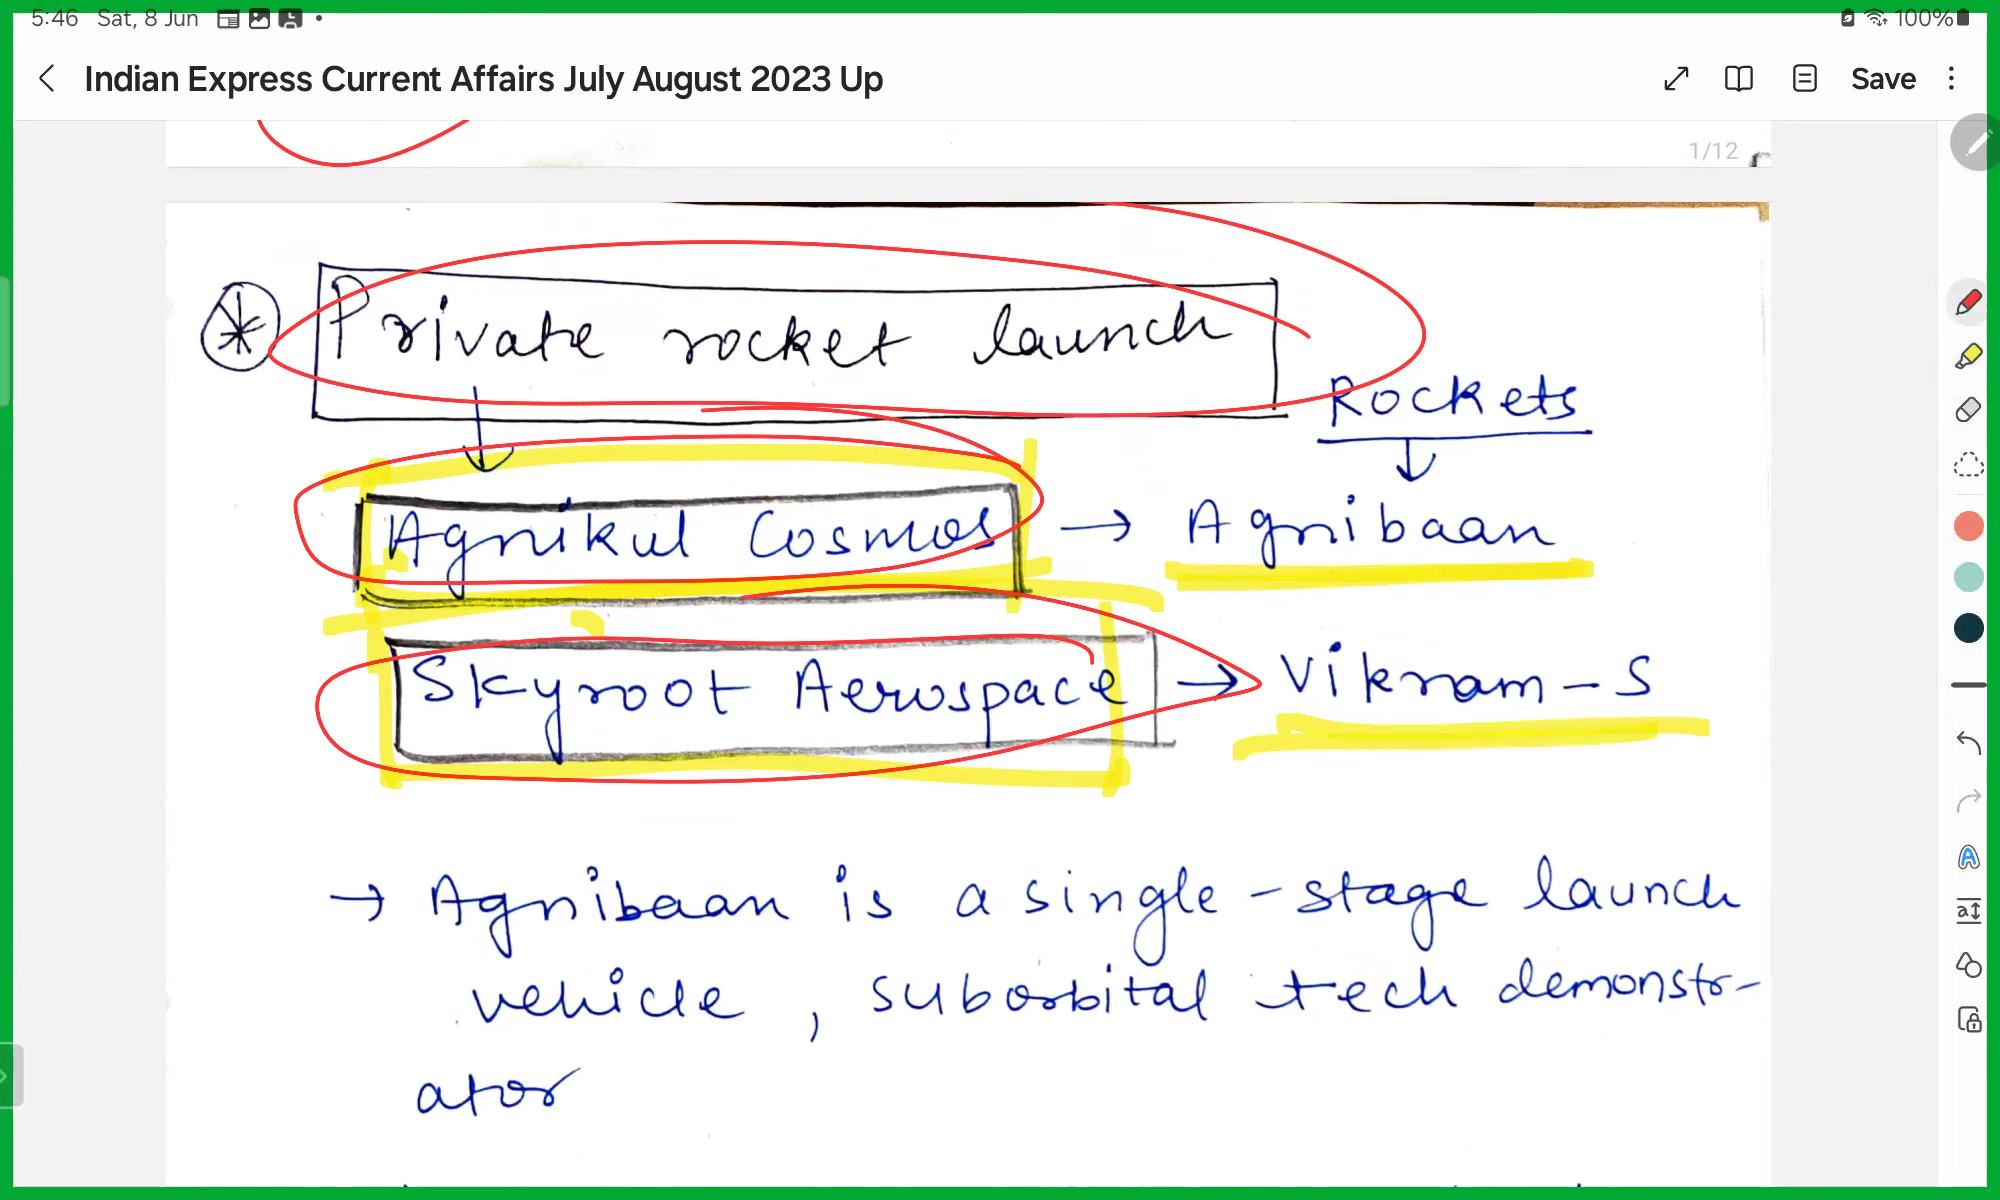 5:46 Sat, 8 Jun
100%
Indian Express Current Affairs July August 2023 Up
Save
1/12
Private rocket launch
Rockets
Agnikul Cosmos → Agnibaan
Skyroot Aerospace → Vikram-S
→ Agnibaan is a single-stage launch
vehicle, suborbital tech demonstr-
ator